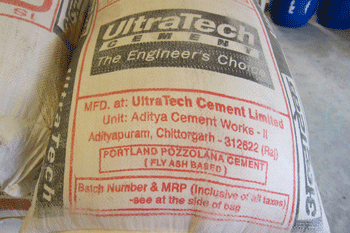 UltraTech
CEMENT
The Engineer's Choice
MFD. at: UltraTech Cement Limited
Unit: Aditya Cement Works - II
Adityapuram, Chittorgarh - 312622 (Raj)
PORTLAND POZZOLANA CEMENT
(FLY ASH BASED)
Batch Number & MRP (Inclusive of all taxes)
-see at the side of bag
UltraTech